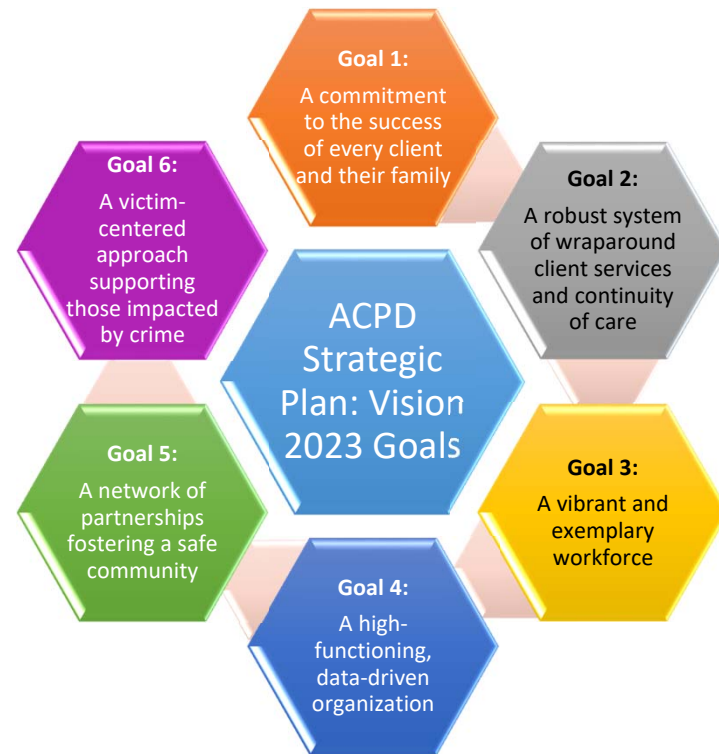 Goal 1:
A commitment
to the success
of every client
and their family
Goal 2:
A robust system
of wraparound
client services
and continuity
of care
Goal 3:
A vibrant and
exemplary
workforce
Goal 4:
A high-
functioning,
data-driven
organization
Goal 5:
A network of
partnerships
fostering a safe
community
Goal 6:
A victim-
centered
approach
supporting
those impacted
by crime
ACPD
Strategic
Plan: Vision
2023 Goals